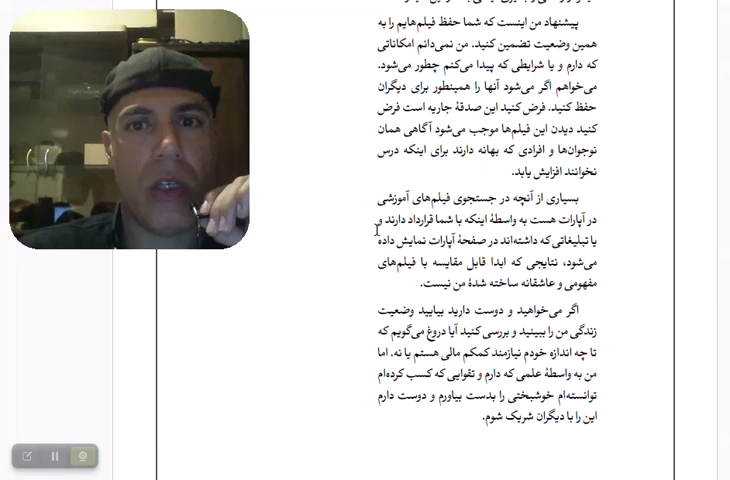 پیشنهاد من اینست که شما حفظ فیلم‌هایم را به
همین وضعیت تضمین کنید. من نمی‌دانم امکاناتی
که دارم و یا شرایطی که پیدا می‌کنم چطور می‌شود.
می‌خواهم اگر می‌شود آنها را همینطور برای دیگران
حفظ کنید. فرض کنید این صدقهٔ جاریه است فرض
کنید دیدن این فیلم‌ها موجب می‌شود آگاهی همان
نوجوان‌ها و افرادی که بهانه دارند برای اینکه درس
نخوانند افزایش یابد.
بسیاری از آنچه در جستجوی فیلم‌های آموزشی
در آپارات هست به واسطهٔ اینکه با شما قرارداد دارند و
یا تبلیغاتی که داشته‌اند در صفحهٔ آپارات نمایش داده
می‌شود، نتایجی که ابدا قابل مقایسه با فیلم‌های
مفهومی و عاشقانه ساخته شدهٔ من نیست.
اگر می‌خواهید و دوست دارید بیایید وضعیت
زندگی من را ببینید و بررسی کنید آیا دروغ می‌گویم که
تا چه اندازه خودم نیازمند کمکم مالی هستم یا نه. اما
من به واسطهٔ علمی که دارم و تقوایی که کسب کرده‌ام
توانسته‌ام خوشبختی را بدست بیاورم و دوست دارم
این را با دیگران شریک شوم.